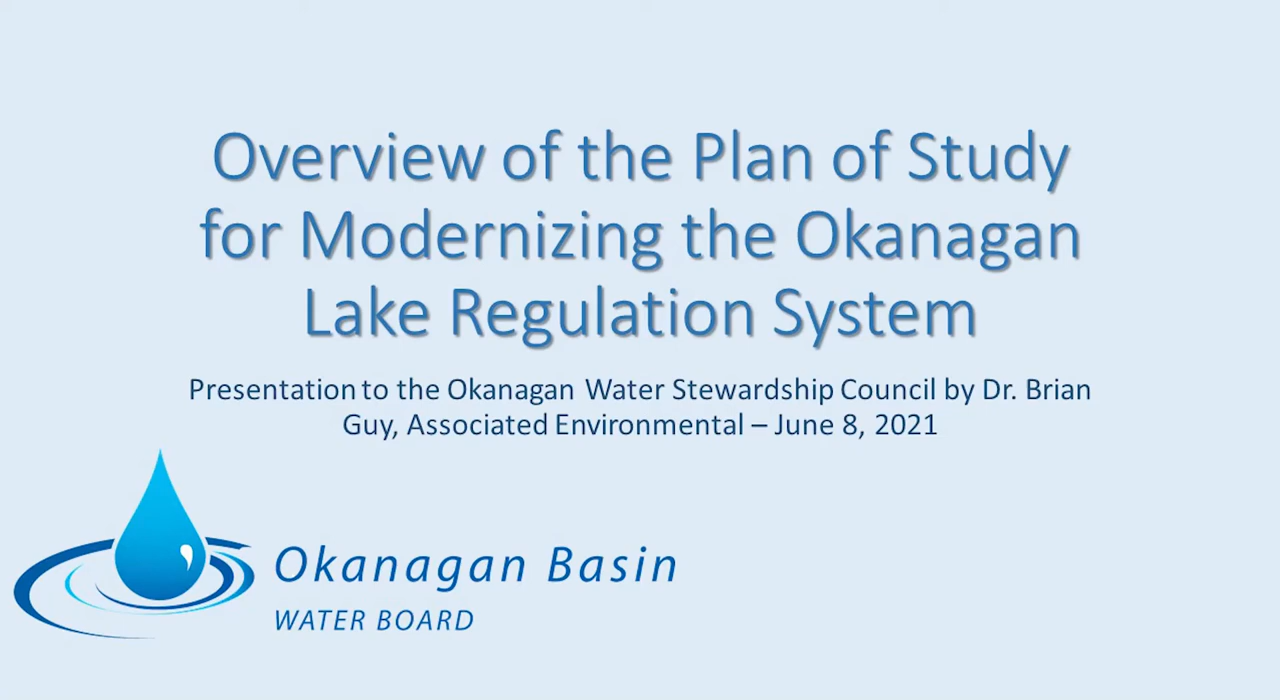 Overview of the Plan of Study
for Modernizing the Okanagan
Lake Regulation System
Presentation to the Okanagan Water Stewardship Council by Dr. Brian
Guy, Associated Environmental – June 8, 2021
Okanagan Basin
WATER BOARD